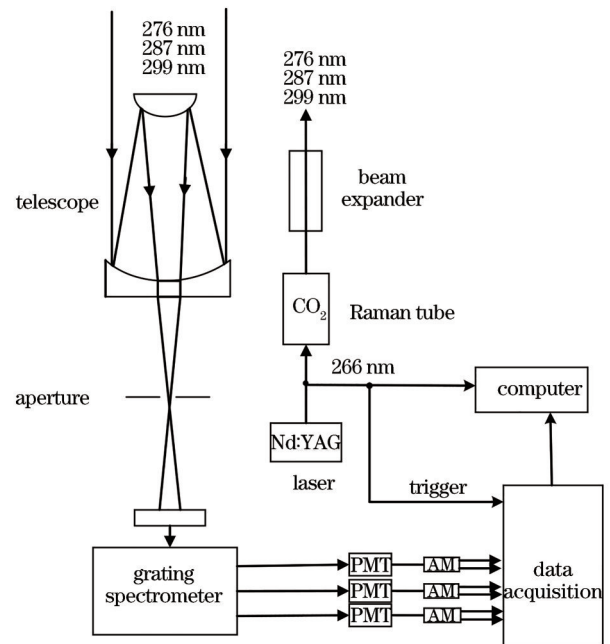 276 nm
287 nm
299 nm
276 nm
287 nm
299 nm
telescope
beam
expander
CO₂
Raman tube
266 nm
aperture
computer
Nd:YAG
laser
trigger
grating
spectrometer
PMT
AM
PMT
AM
PMT
AM
data
acquisition